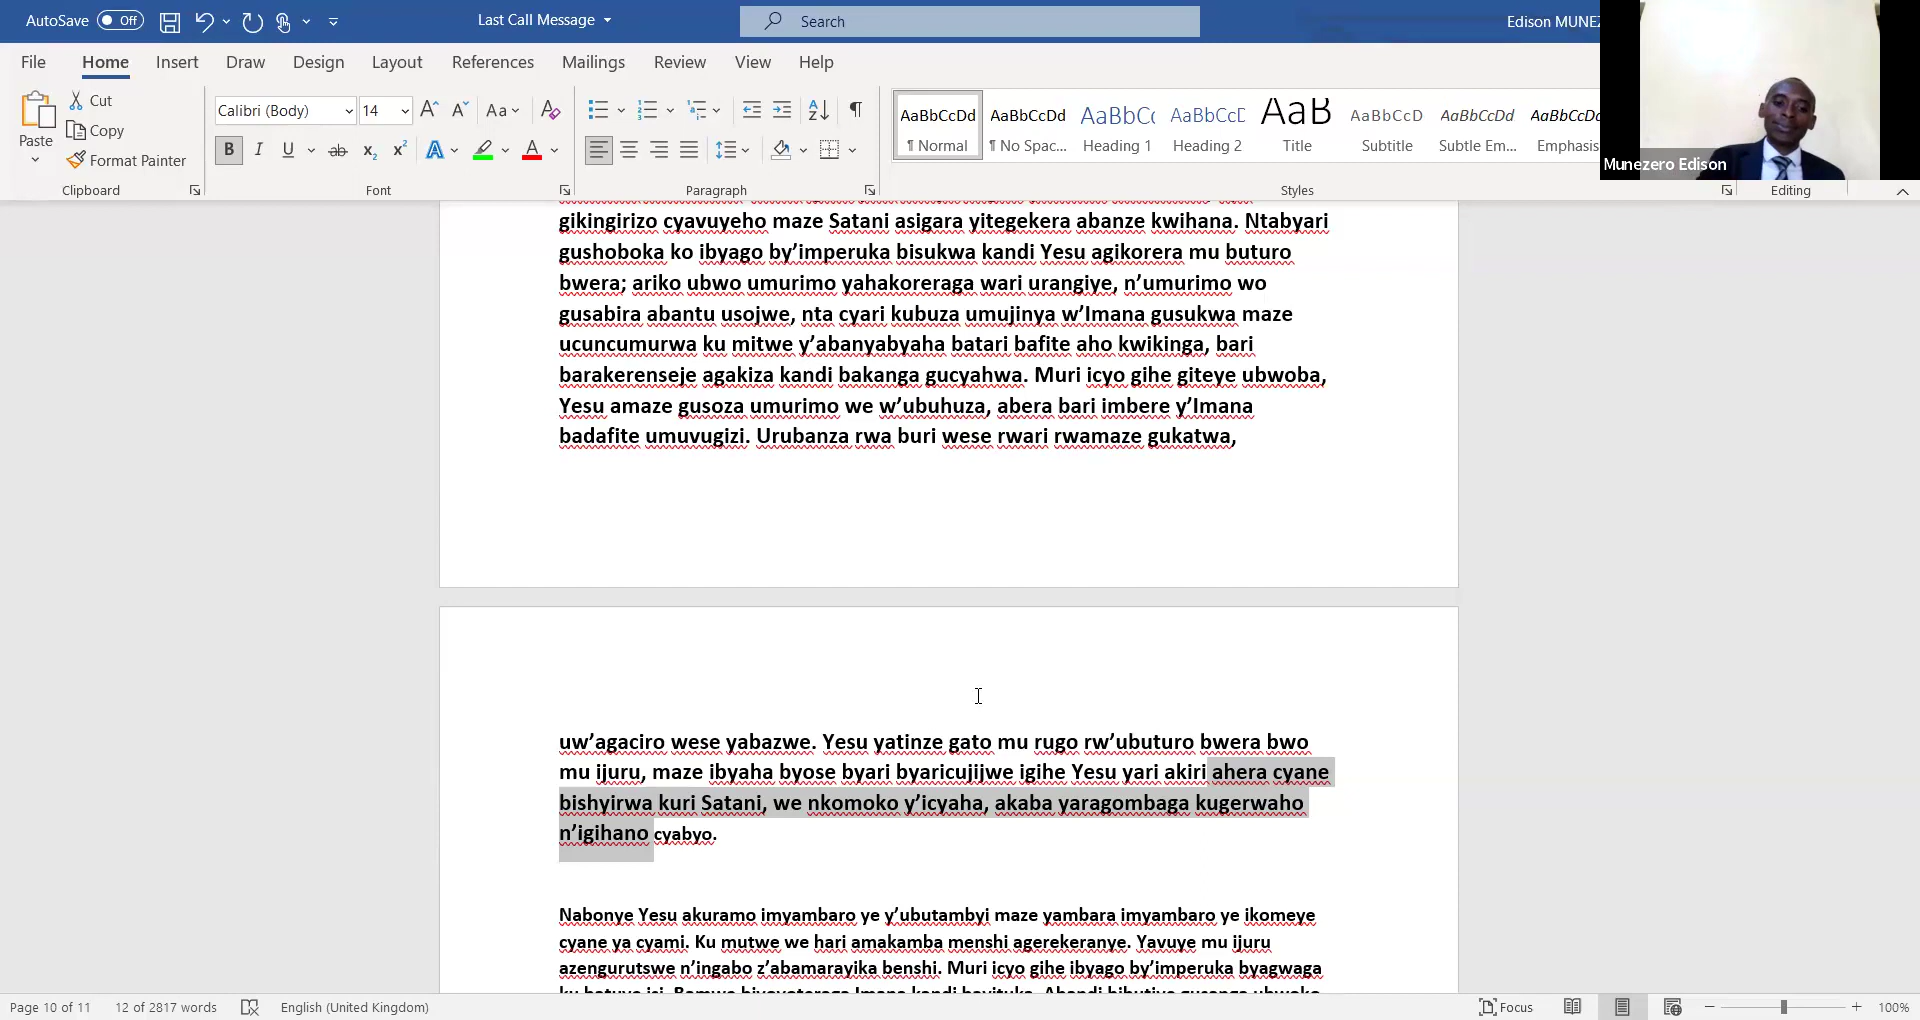 AutoSave Off Last Call Message Search Edison MUNEZ
File Home Insert Draw Design Layout References Mailings Review View Help
Paste Cut
Copy
Format Painter
Calibri (Body) 14
AaBbCcDd AaBbCcDd AaBbCc AaBbCcD AaB AaBbCcD AaBbCcDd AaBbCcDd
¶ Normal ¶ No Spac... Heading 1 Heading 2 Title Subtitle Subtle Em... Emphasis
Munezero Edison
Clipboard Font Paragraph Styles Editing
gikingirizo cyavuyeho maze Satani asigara yitegekera abanze kwihana. Ntabyari
gushoboka ko ibyago by’imperuka bisukwa kandi Yesu agikorera mu buturo
bwera; ariko ubwo umurimo yahakoreraga wari urangiye, n’umurimo wo
gusabira abantu usojwe, nta cyari kubuza umujinya w’Imana gusukwa maze
ucuncumurwa ku mitwe y’abanyabyaha batari bafite aho kwikinga, bari
barakerenseje agakiza kandi bakanga gucyahwa. Muri icyo gihe giteye ubwoba,
Yesu amaze gusoza umurimo we w’ubuhuza, abera bari imbere y’Imana
badafite umuvugizi. Urubanza rwa buri wese rwari rwamaze gukatwa,
uw’agaciro wese yabazwe. Yesu yatinze gato mu rugo rw’ubuturo bwera bwo
mu ijuru, maze ibyaha byose byari byaricujijwe igihe Yesu yari akiri ahera cyane
bishyirwa kuri Satani, we nkomoko y’icyaha, akaba yaragombaga kugerwaho
n’igihano cyabyo.
Nabonye Yesu akuramo imyambaro ye y’ubutambyi maze yambara imyambaro ye ikomeye
cyane ya cyami. Ku mutwe we hari amakamba menshi agerekeranye. Yavuye mu ijuru
azengurutswe n’ingabo z’abamarayika benshi. Muri icyo gihe ibyago by’imperuka byagwaga
Page 10 of 11 12 of 2817 words English (United Kingdom) Focus 100%